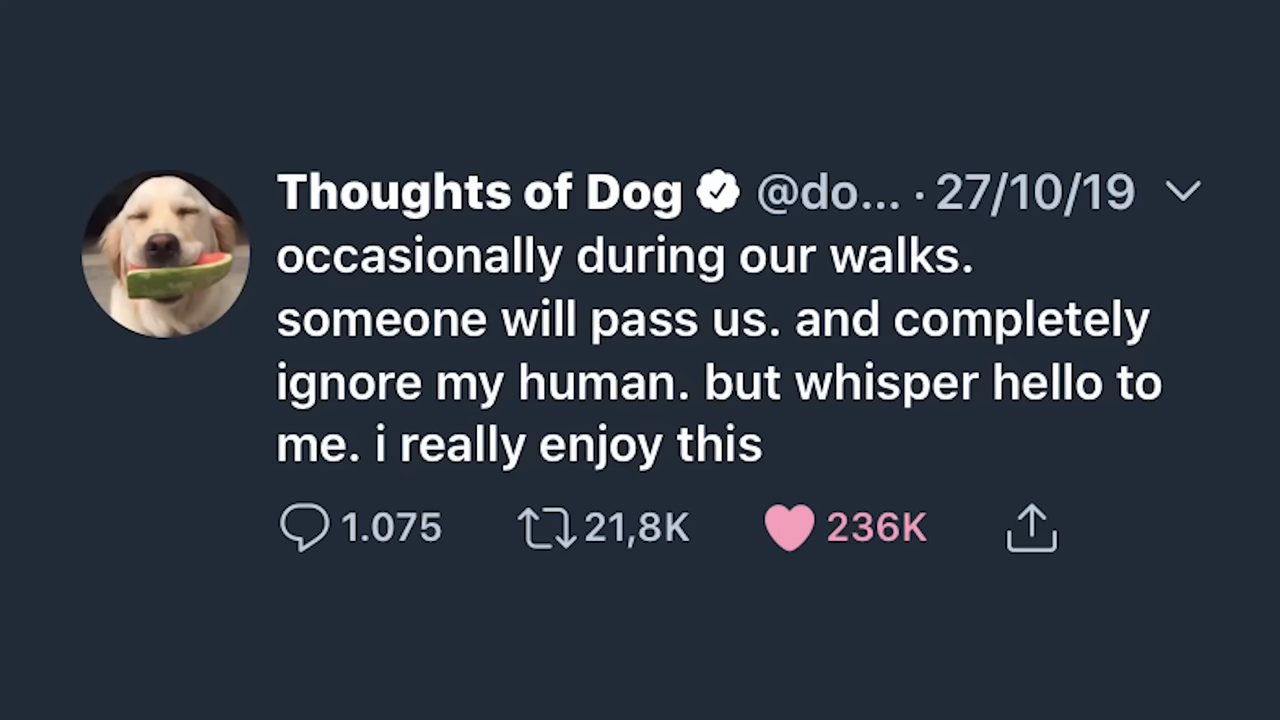 Thoughts of Dog @do... · 27/10/19
occasionally during our walks.
someone will pass us. and completely
ignore my human. but whisper hello to
me. i really enjoy this
1.075 21,8K 236K